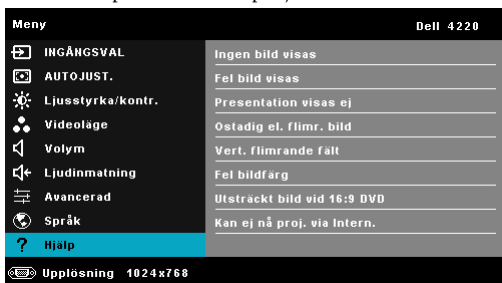 Meny
Dell 4220
INGÅNGSVAL
AUTOJUST.
Ljusstyrka/kontr.
Videoläge
Volym
Ljudinmatning
Avancerad
Språk
? Hjälp
Ingen bild visas
Fel bild visas
Presentation visas ej
Ostadig el. flimr. bild
Vert. flimrande fält
Fel bildfärg
Utsträckt bild vid 16:9 DVD
Kan ej nå proj. via Intern.
Upplösning 1024x768